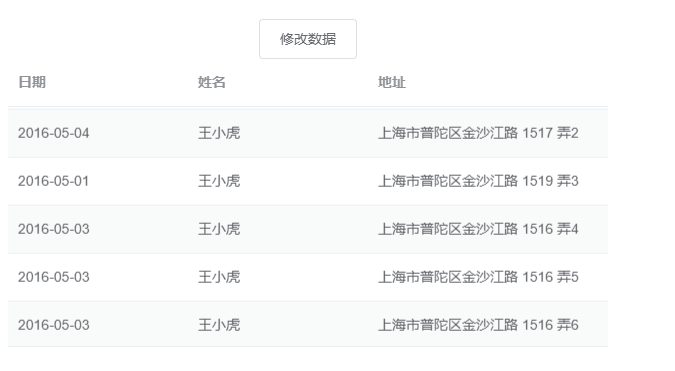 修改数据
日期 姓名 地址
2016-05-04 王小虎 上海市普陀区金沙江路 1517 弄2
2016-05-01 王小虎 上海市普陀区金沙江路 1519 弄3
2016-05-03 王小虎 上海市普陀区金沙江路 1516 弄4
2016-05-03 王小虎 上海市普陀区金沙江路 1516 弄5
2016-05-03 王小虎 上海市普陀区金沙江路 1516 弄6